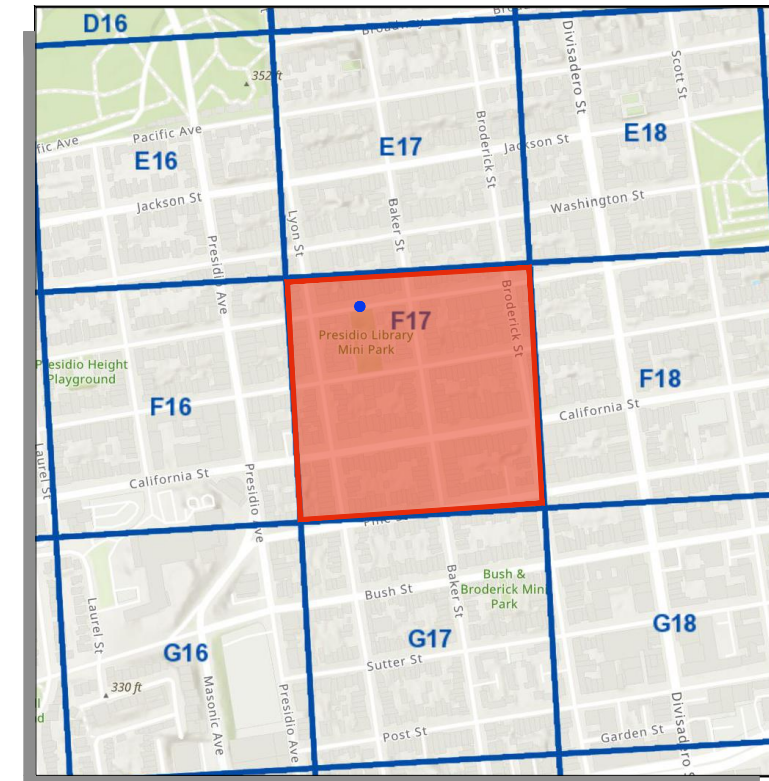 D16
Broadway
352 ft
Divisadero St
Scott St
Pacific Ave
Pacific Ave
E16
E17
Broderick St
Jackson St
E18
Jackson St
Washington St
Lyon St
Baker St
Presidio Ave
Broderick St
F17
Presidio Library
Mini Park
Presidio Height
Playground
F16
F18
California St
California St
Laurel St
Presidio Ave
Pine St
Baker St
Bush &
Broderick Mini
Park
Bush St
Laurel St
G16
G17
G18
Sutter St
330 ft
Masonic Ave
Presidio Ave
Post St
Garden St
Divisadero S